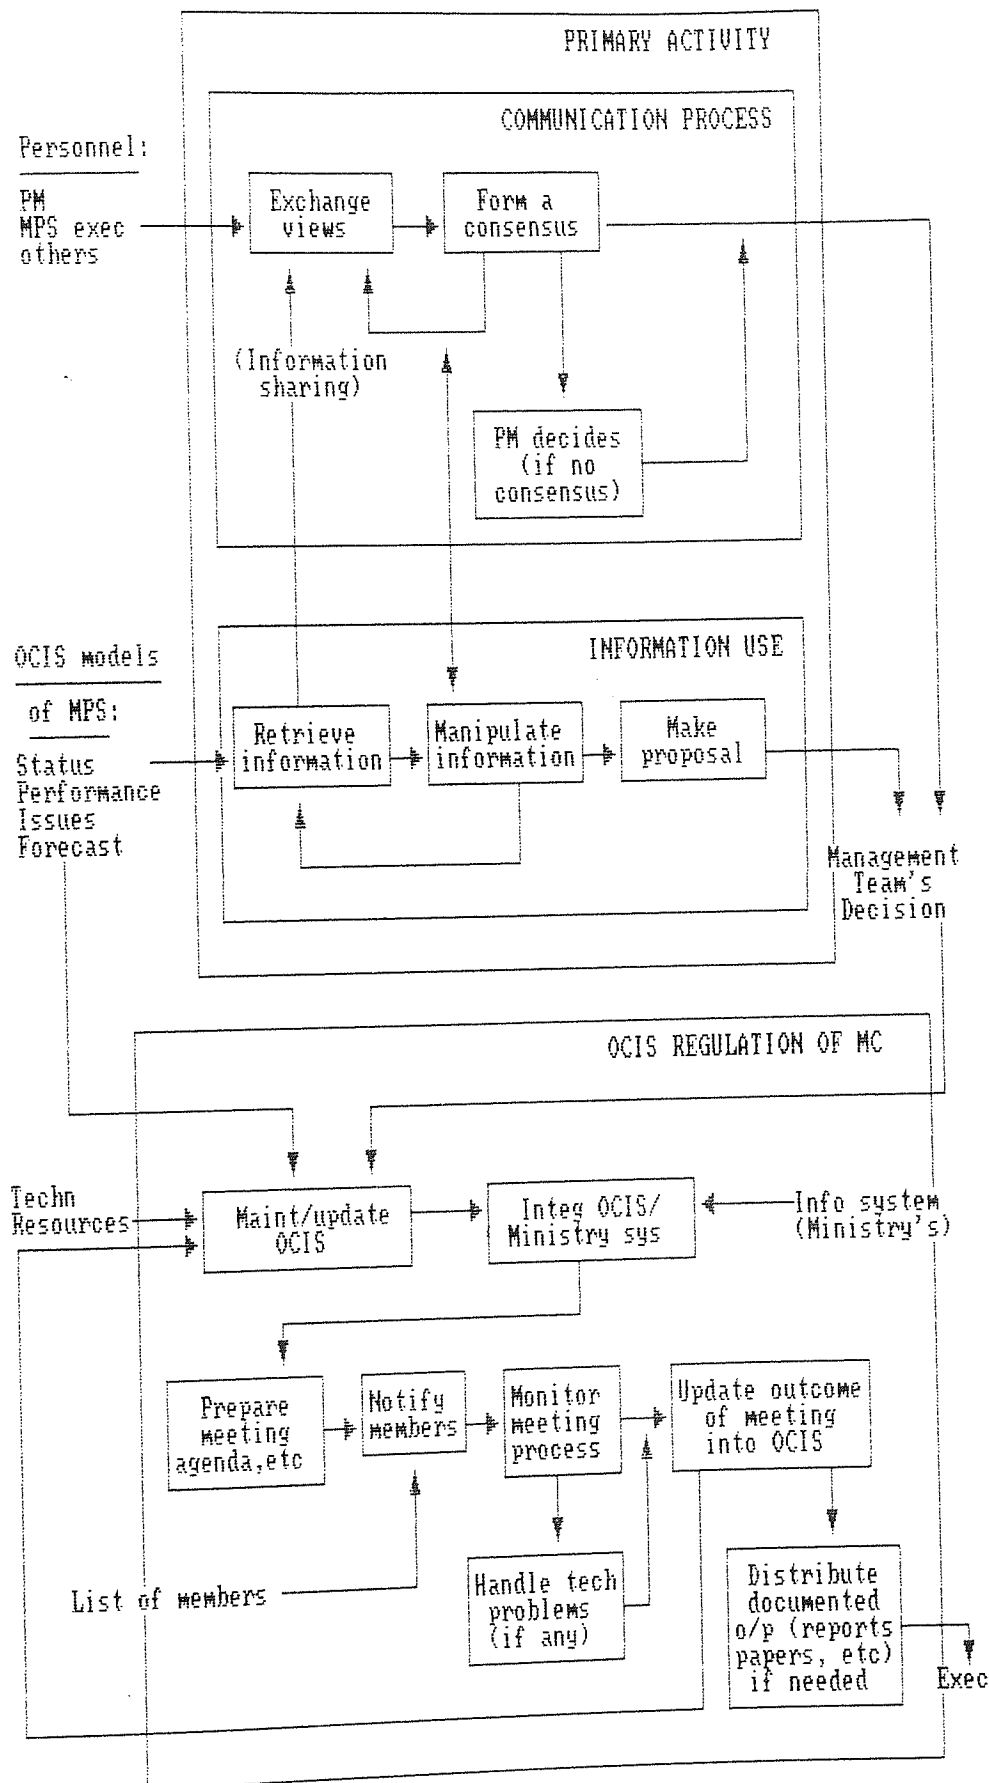 PRIMARY ACTIVITY
COMMUNICATION PROCESS
Personnel:
PM
MPS exec
others
Exchange
views
Form a
consensus
(Information
sharing)
PM decides
(if no
consensus)
INFORMATION USE
OCIS models
of MPS:
Status
Performance
Issues
Forecast
Retrieve
information
Manipulate
information
Make
proposal
Management
Team's
Decision
OCIS REGULATION OF MC
Techn
Resources
Maint/update
OCIS
Integ OCIS/
Ministry sys
Info system
(Ministry's)
Prepare
meeting
agenda,etc
Notify
members
Monitor
meeting
process
Update outcome
of meeting
into OCIS
List of members
Handle tech
problems
(if any)
Distribute
documented
o/p (reports
papers, etc)
if needed
Exec